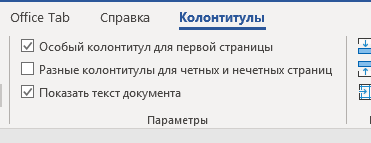 Office Tab Справка Колонтитулы
Особый колонтитул для первой страницы
Разные колонтитулы для четных и нечетных страниц
Показать текст документа
Параметры